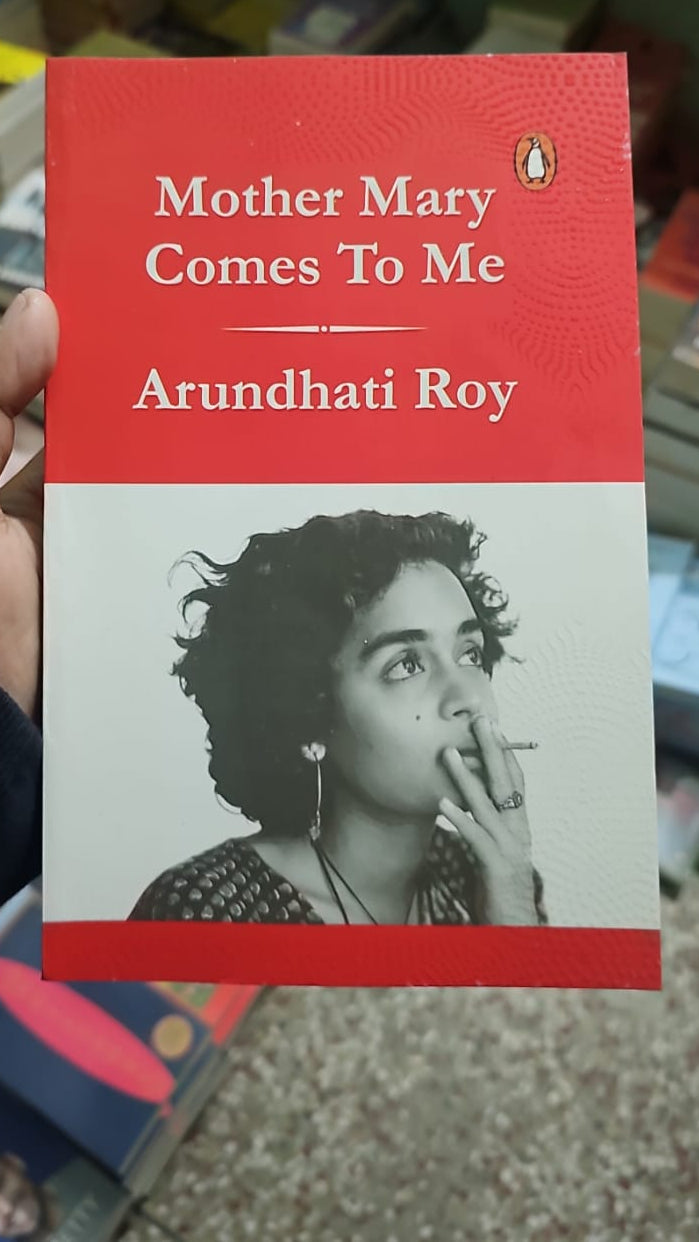 Mother Mary
Comes To Me
Arundhati Roy